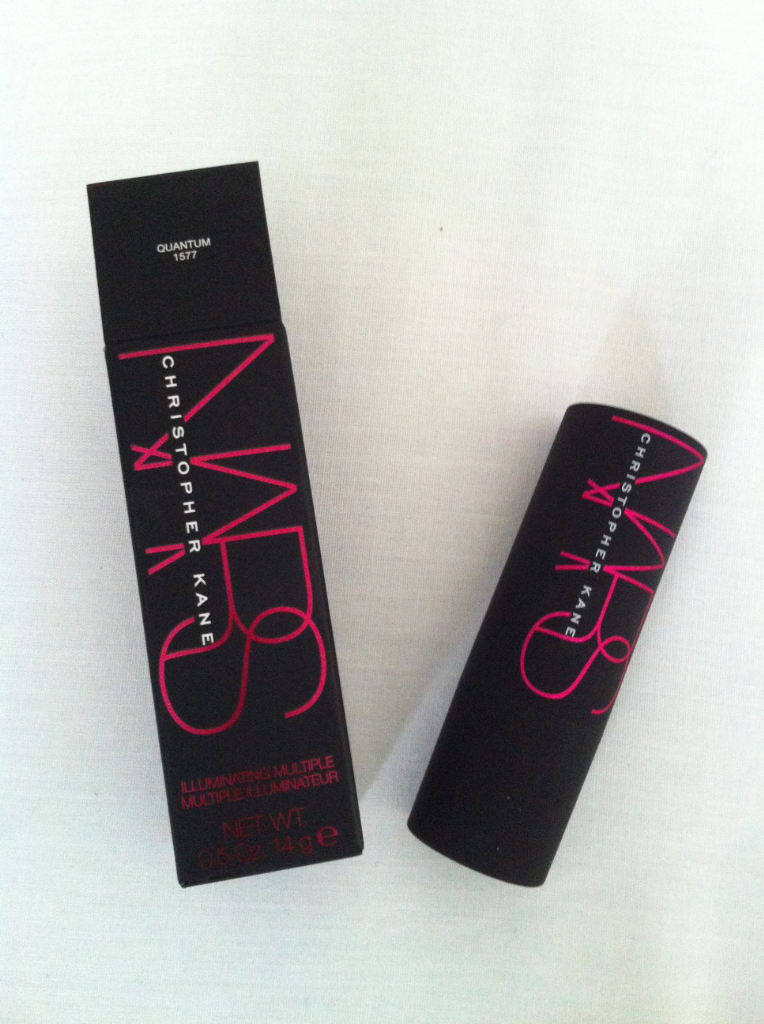 QUANTUM
1577
NARS
CHRISTOPHER KANE
ILLUMINATING MULTIPLE
MULTIPLE ILLUMINATEUR
NET WT.
0.5 Oz. 14 g e
NARS
CHRISTOPHER KANE